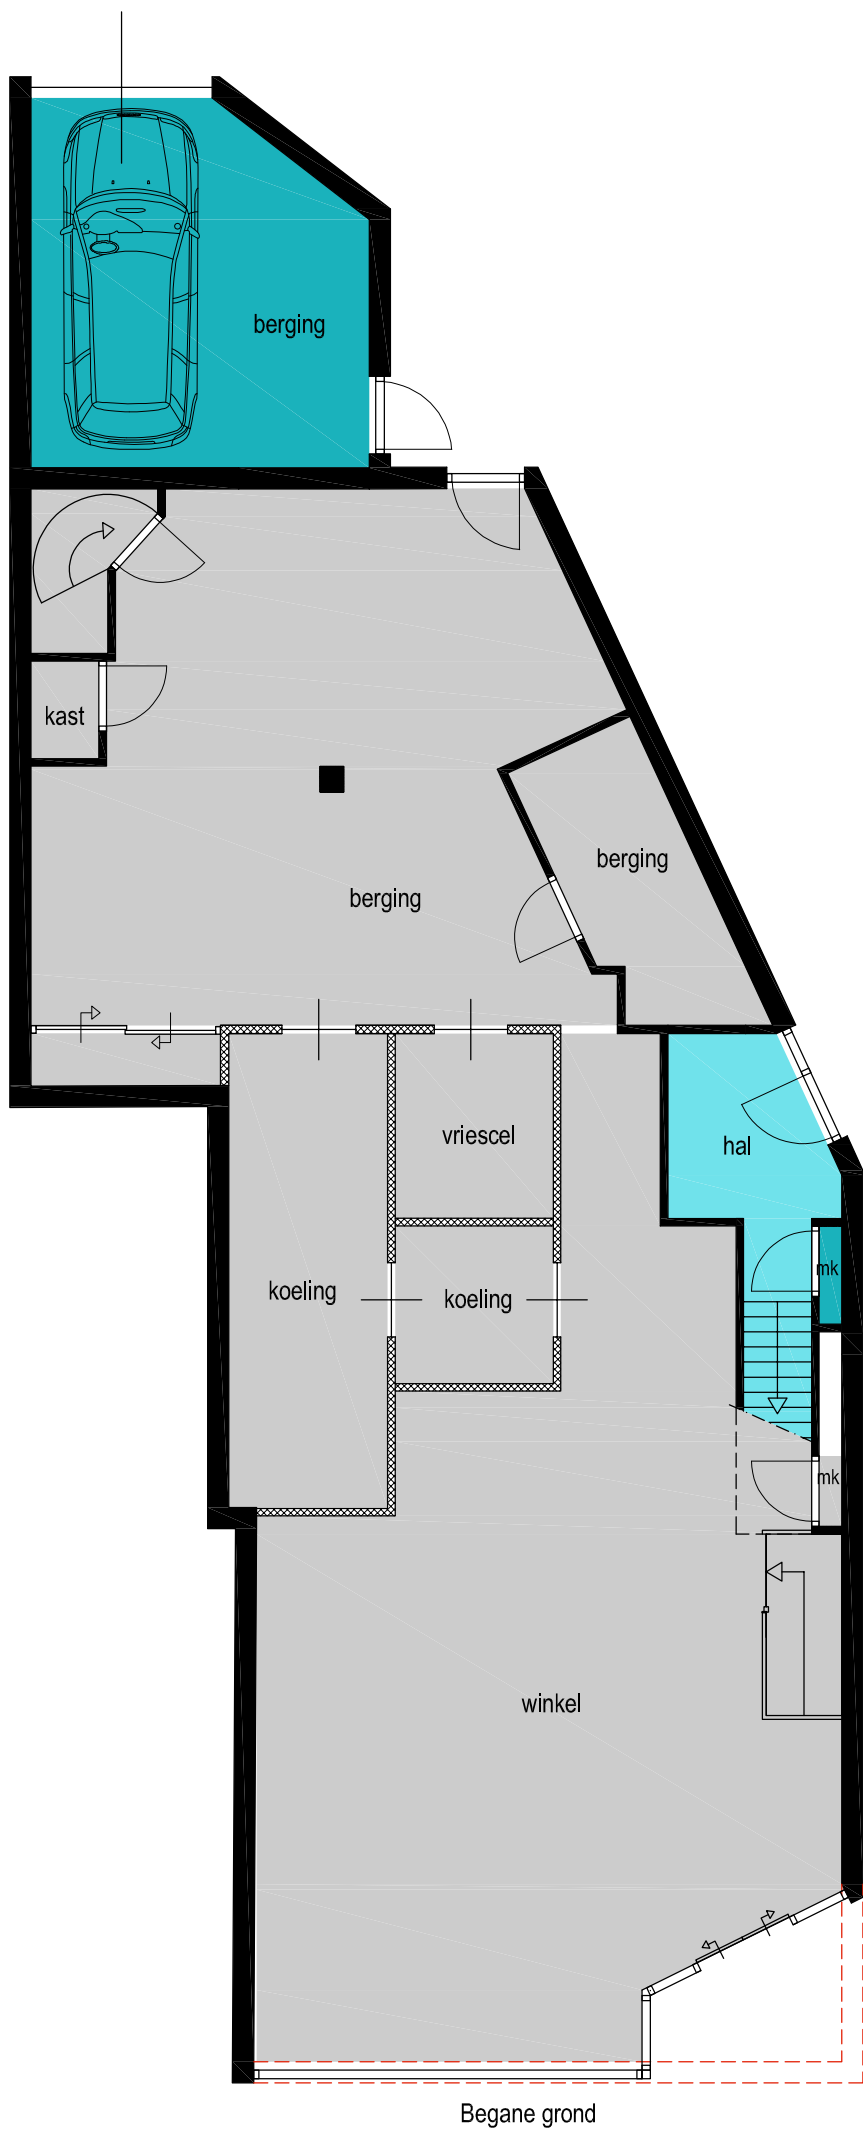 berging
kast
berging
berging
vriescel
hal
koeling
koeling
mk
mk
winkel
Begane grond